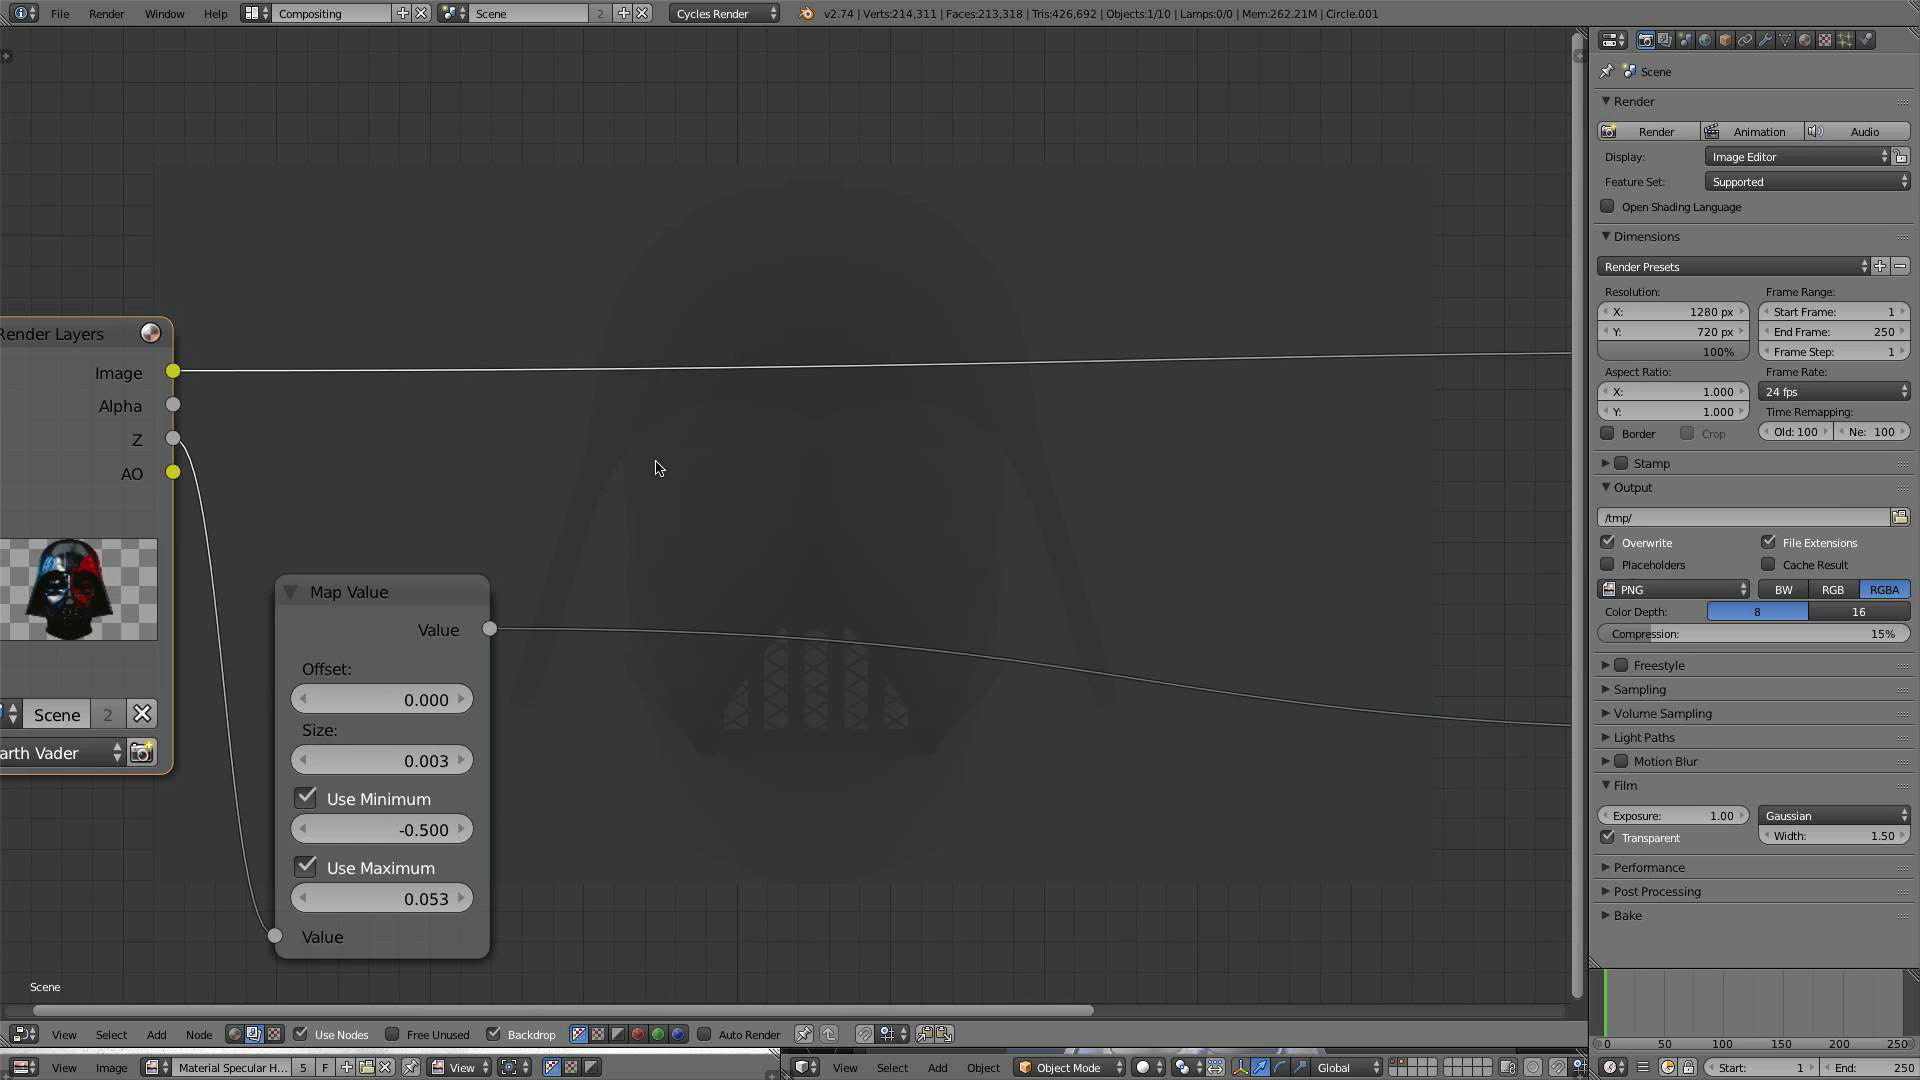 File Render Window Help Compositing Scene 2 Cycles Render v2.74 | Verts:214,311 | Faces:213,318 | Tris:426,692 | Objects:1/10 | Lamps:0/0 | Mem:262.21M | Circle.001
Scene
Render
Render Animation Audio
Display: Image Editor
Feature Set: Supported
Open Shading Language
Dimensions
Render Presets
Resolution: Frame Range:
X: 1280 px Start Frame: 1
Y: 720 px End Frame: 250
100% Frame Step: 1
Aspect Ratio: Frame Rate:
X: 1.000 24 fps
Y: 1.000 Time Remapping:
Border Crop Old: 100 Ne: 100
Stamp
Output
/tmp/
Overwrite File Extensions
Placeholders Cache Result
PNG BW RGB RGBA
Color Depth: 8 16
Compression: 15%
Freestyle
Sampling
Volume Sampling
Light Paths
Motion Blur
Film
Exposure: 1.00 Gaussian
Transparent Width: 1.50
Performance
Post Processing
Bake
Render Layers
Image
Alpha
Z
AO
Scene 2
arth Vader
Map Value
Value
Offset:
0.000
Size:
0.003
Use Minimum
-0.500
Use Maximum
0.053
Value
Scene
View Select Add Node Use Nodes Free Unused Backdrop Auto Render
0 50 100 150 200 250
View Image Material Specular H... 5 F View
View Select Add Object Object Mode Global
Start: 1 End: 250